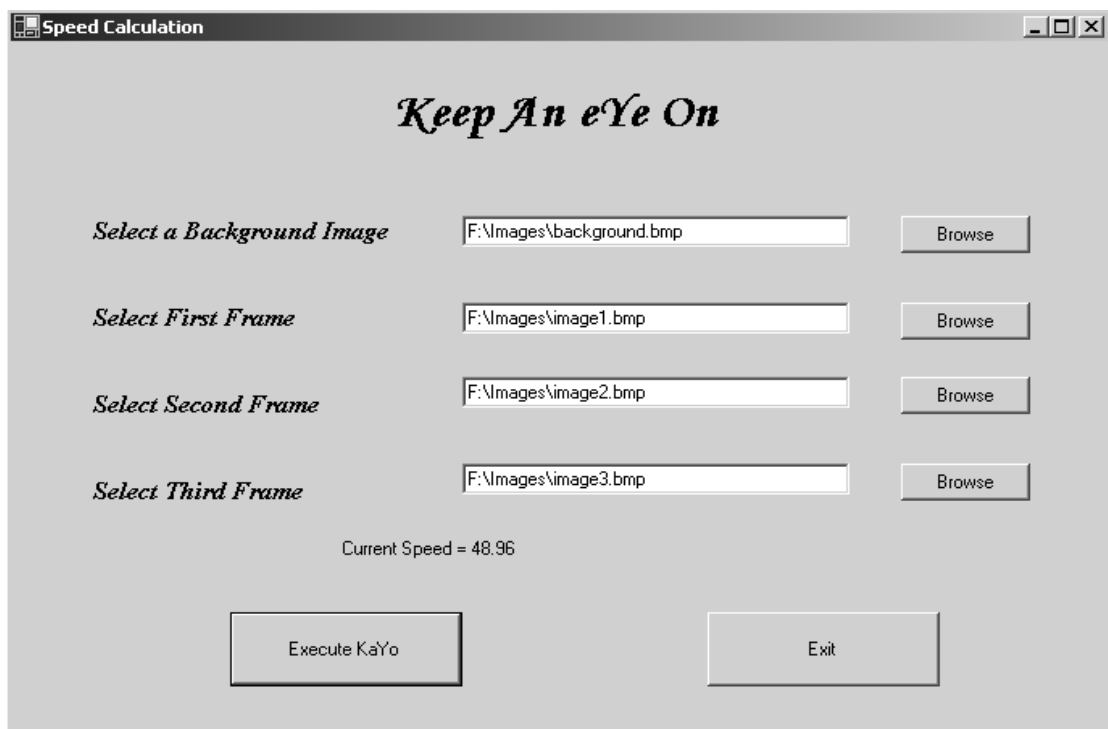 Speed Calculation
Keep An eYe On
Select a Background Image F:\Images\background.bmp Browse
Select First Frame F:\Images\image1.bmp Browse
Select Second Frame F:\Images\image2.bmp Browse
Select Third Frame F:\Images\image3.bmp Browse
Current Speed = 48.96
Execute KaYo Exit